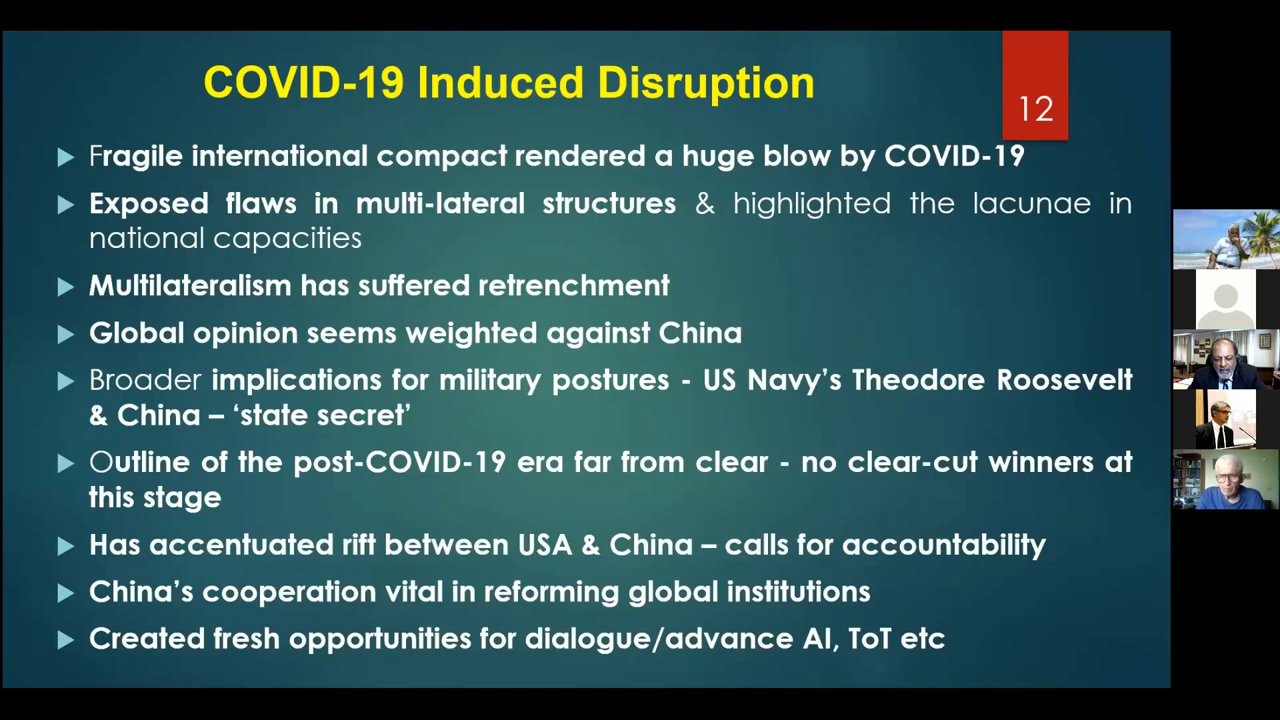 COVID-19 Induced Disruption
12
Fragile international compact rendered a huge blow by COVID-19
Exposed flaws in multi-lateral structures & highlighted the lacunae in
national capacities
Multilateralism has suffered retrenchment
Global opinion seems weighted against China
Broader implications for military postures - US Navy's Theodore Roosevelt
& China – 'state secret'
Outline of the post-COVID-19 era far from clear - no clear-cut winners at
this stage
Has accentuated rift between USA & China – calls for accountability
China's cooperation vital in reforming global institutions
Created fresh opportunities for dialogue/advance AI, ToT etc